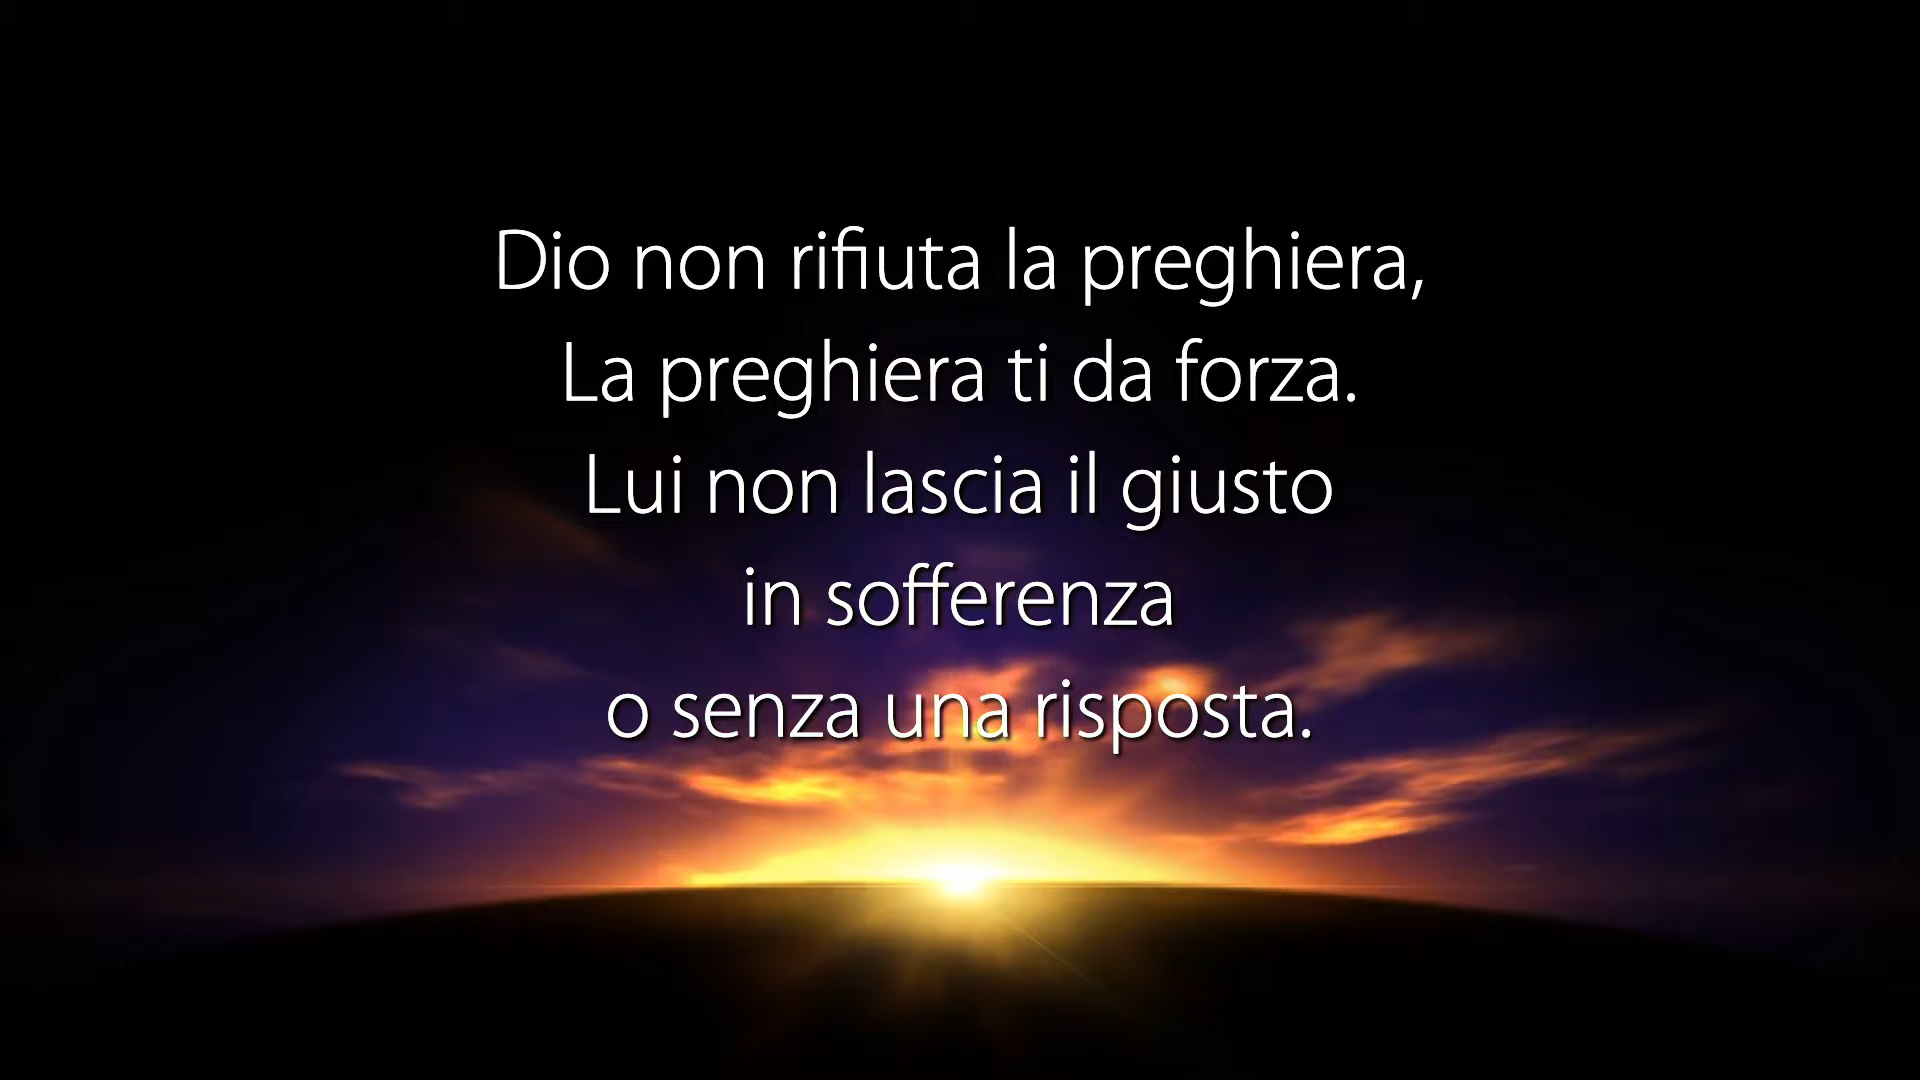 Dio non rifiuta la preghiera,
La preghiera ti da forza.
Lui non lascia il giusto
in sofferenza
o senza una risposta.